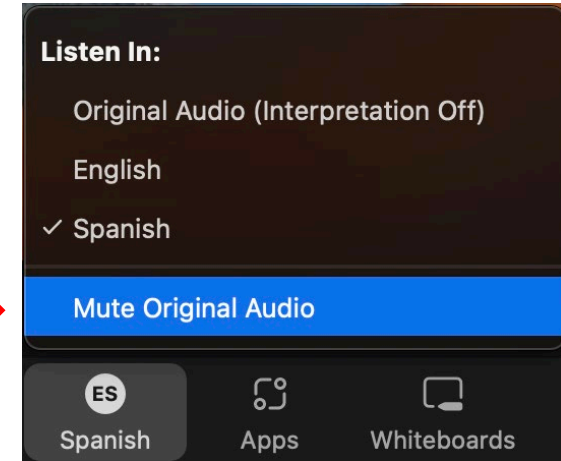 Listen In:
Original Audio (Interpretation Off)
English
✓ Spanish
Mute Original Audio
ES
Spanish Apps Whiteboards